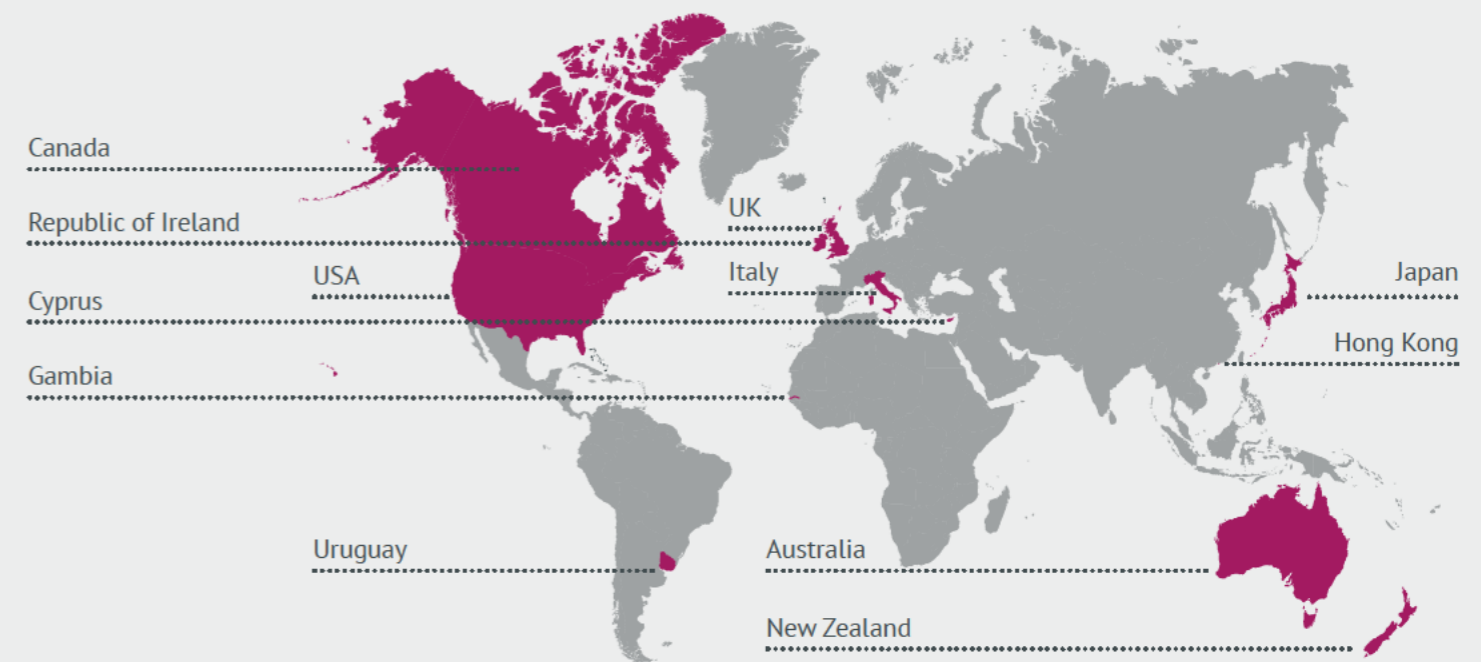 Canada
Republic of Ireland
UK
USA
Italy
Japan
Cyprus
Hong Kong
Gambia
Uruguay
Australia
New Zealand